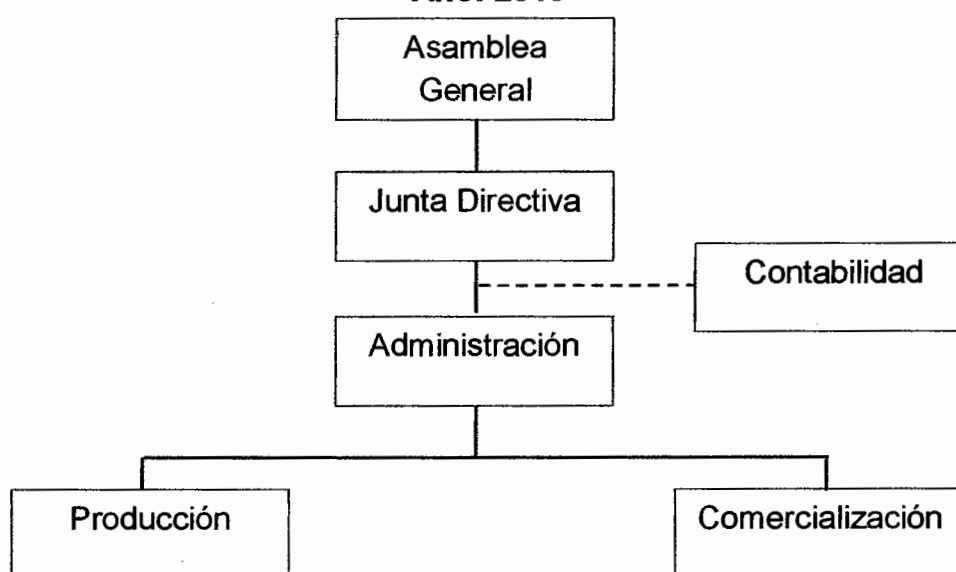 Asamblea
General
Junta Directiva
Contabilidad
Administración
Producción
Comercialización